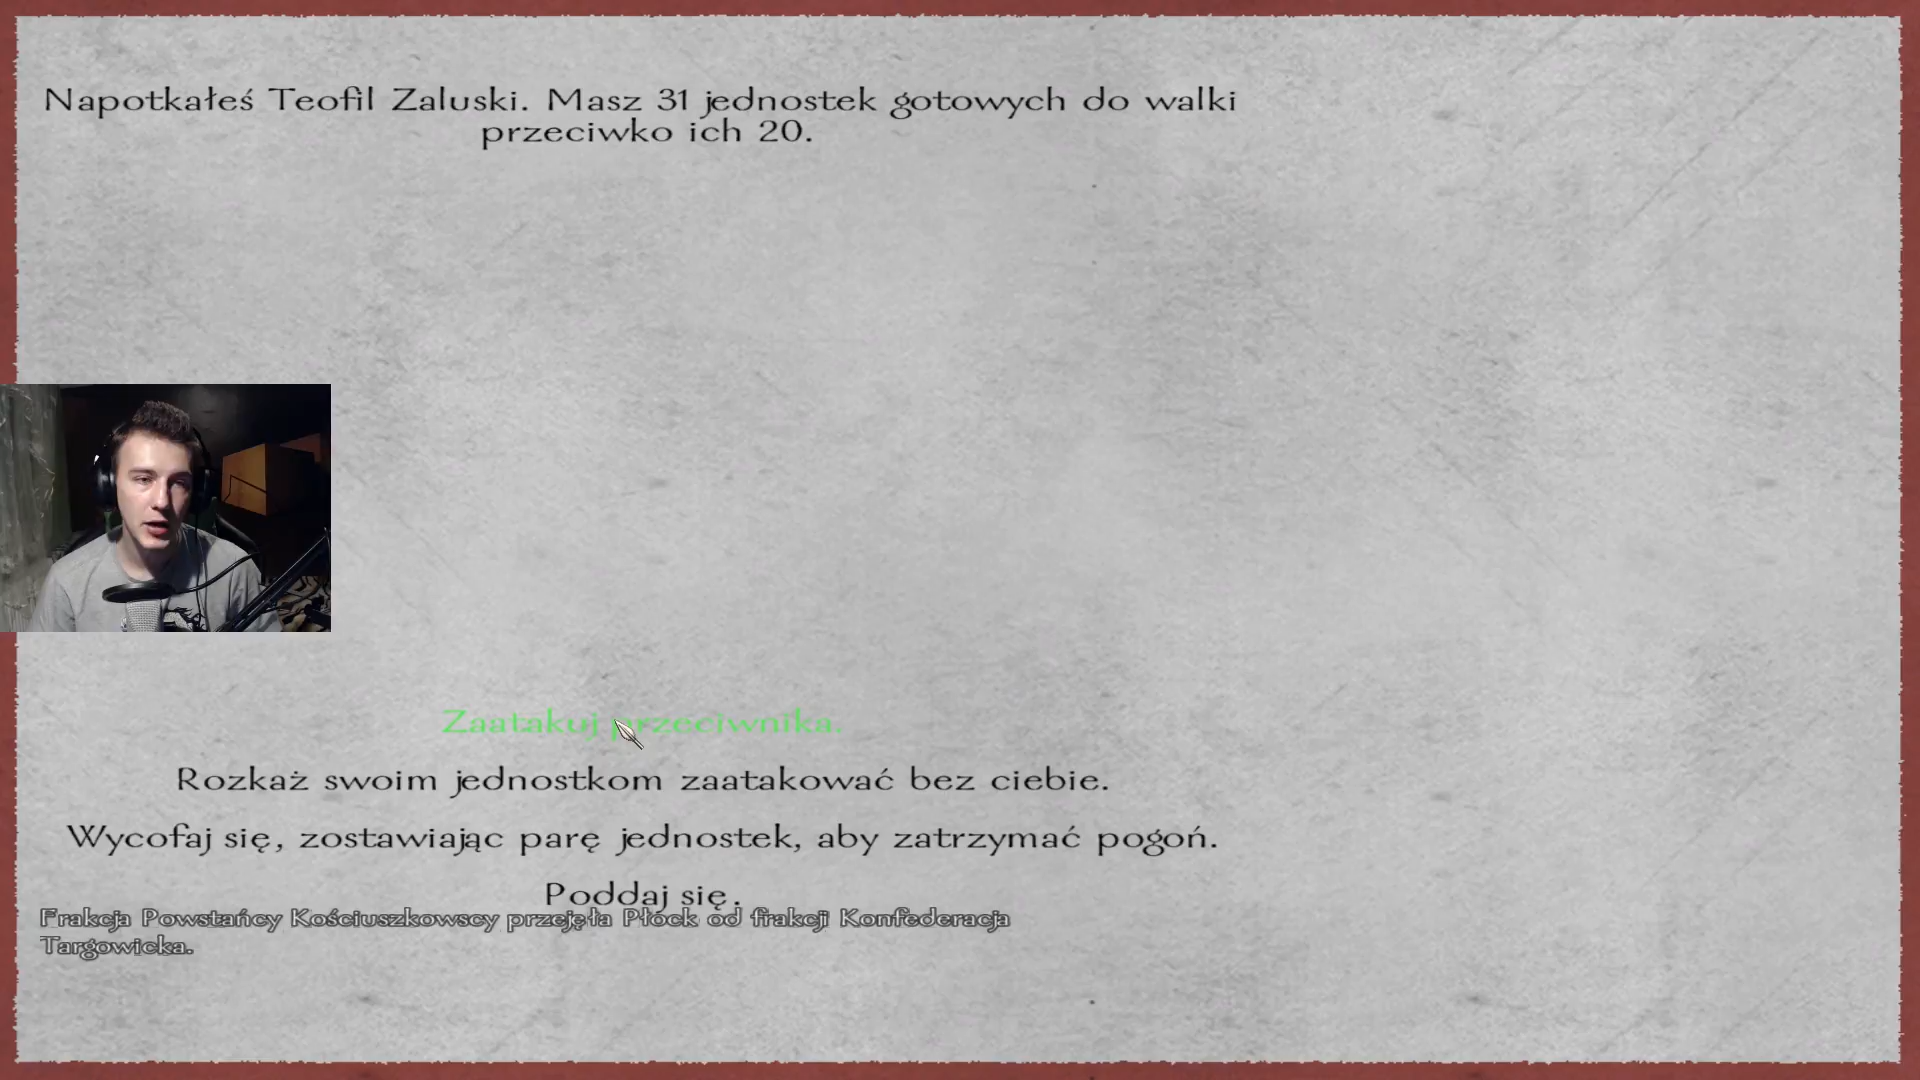 Napotkałeś Teofil Zaluski. Masz 31 jednostek gotowych do walki
przeciwko ich 20.
Zaatakuj przeciwnika.
Rozkaż swoim jednostkom zaatakować bez ciebie.
Wycofaj się, zostawiając parę jednostek, aby zatrzymać pogoń.
Poddaj się.
Frakcja Powstańcy Kościuszkowscy przejęła Płock od frakcji Konfederacja
Targowicka.